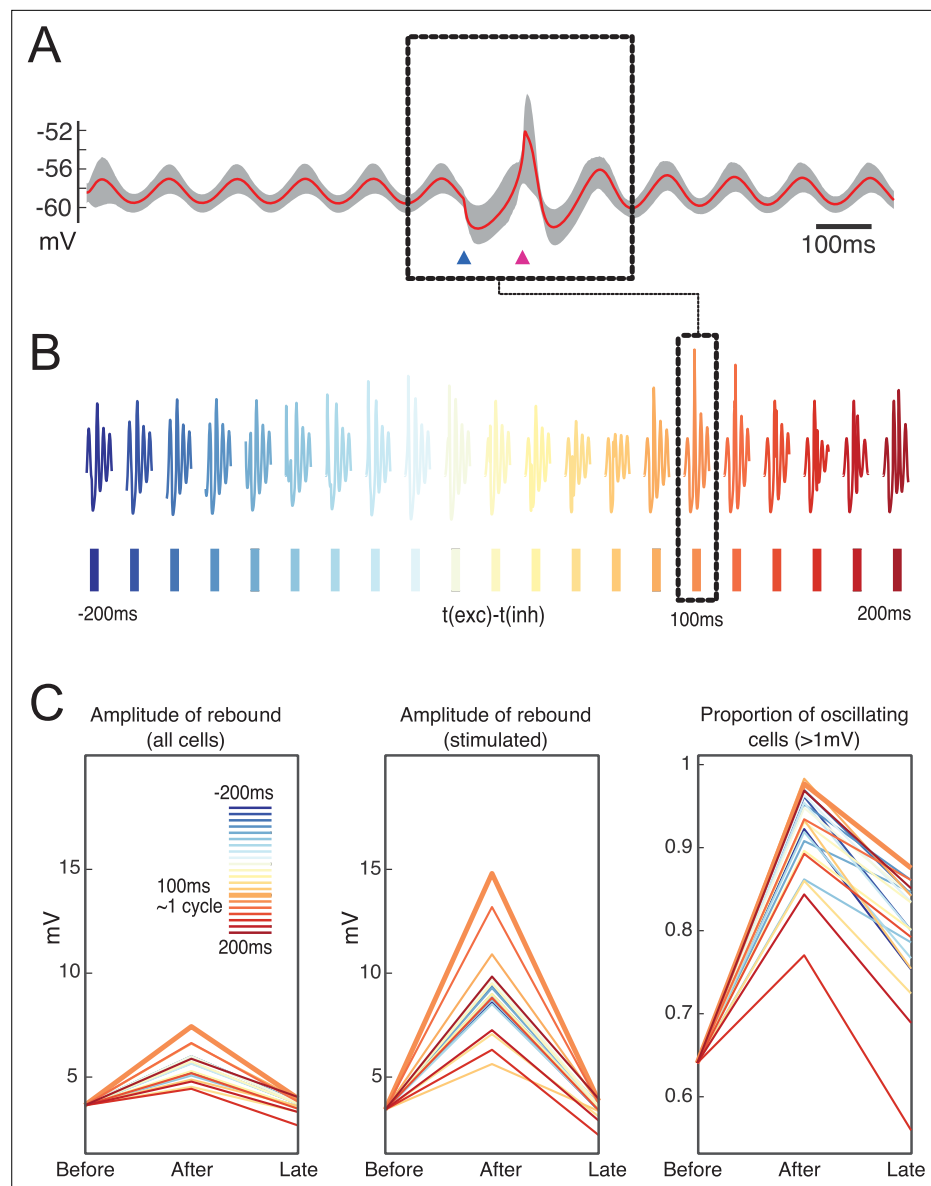 A
-52
-56
-60
mV
100ms
B
-200ms
t(exc)-t(inh)
100ms
200ms
C
Amplitude of rebound
(all cells)
-200ms
15
100ms
~1 cycle
mV
200ms
10
5
Before
After
Late
Amplitude of rebound
(stimulated)
15
mV
10
5
Before
After
Late
Proportion of oscillating
cells (>1mV)
1
0.9
0.8
0.7
0.6
Before
After
Late